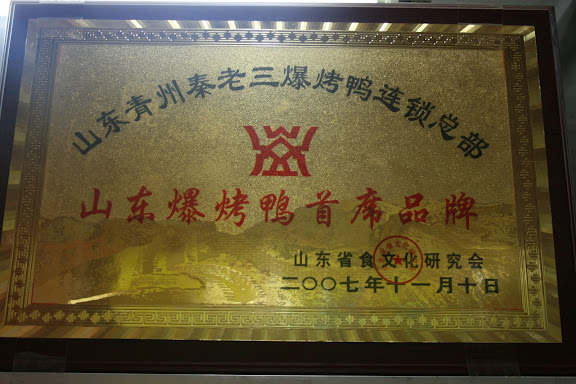 山东青州秦老三爆烤鸭连锁总部
山东爆烤鸭首席品牌
山东省食文化研究会
二〇〇七年十一月十日